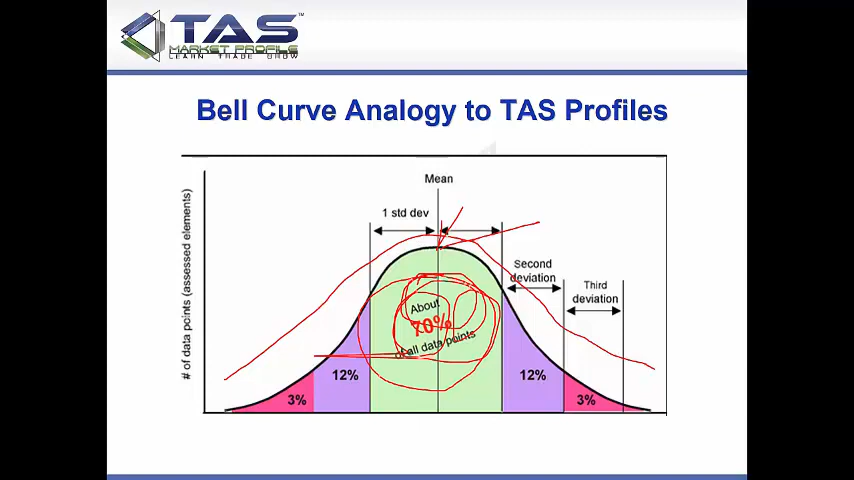 TAS™
MARKET PROFILE
LEARN TRADE GROW
Bell Curve Analogy to TAS Profiles
Mean
1 std dev
Second
deviation
Third
deviation
# of data points (assessed elements)
About
70%
of all data points
12%
12%
3%
3%